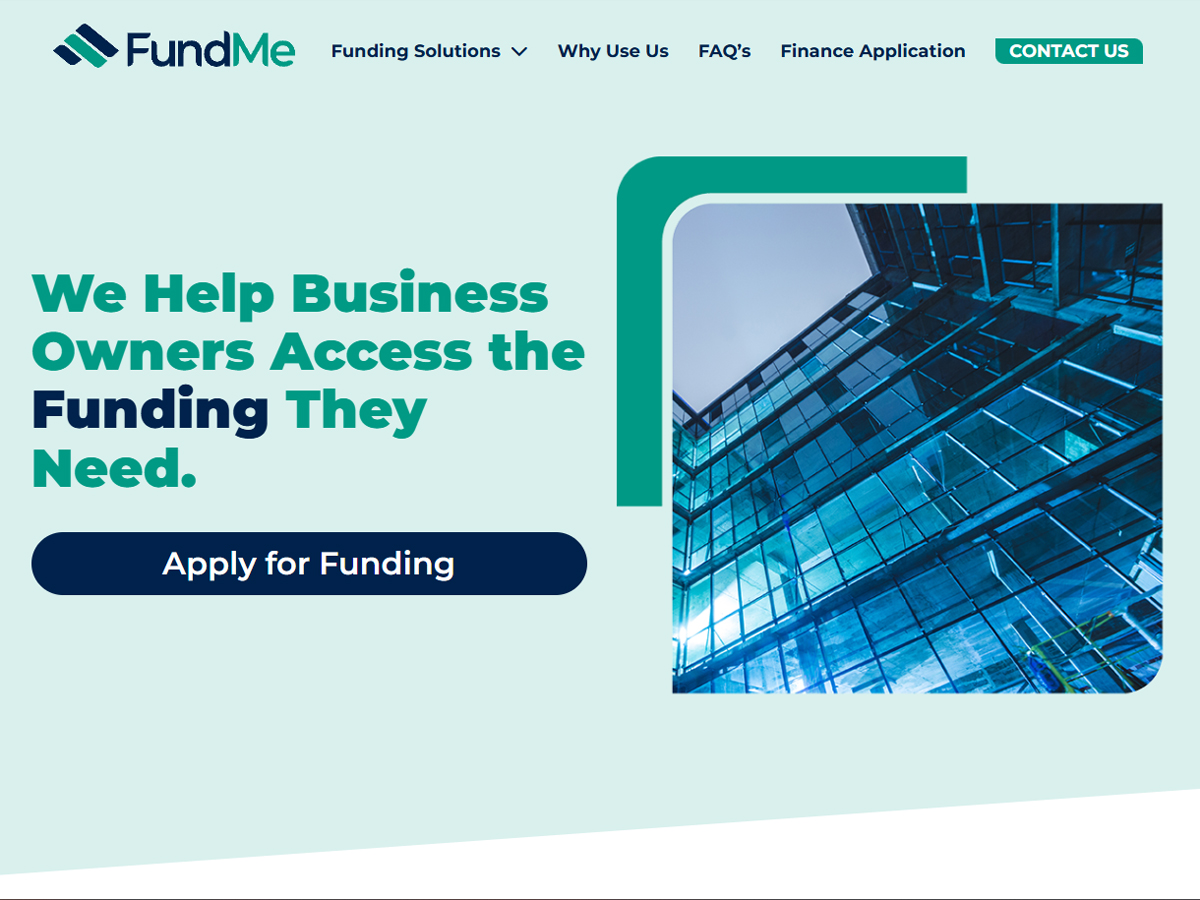 FundMe
Funding Solutions
Why Use Us
FAQ’s
Finance Application
CONTACT US
We Help Business
Owners Access the
Funding They
Need.
Apply for Funding